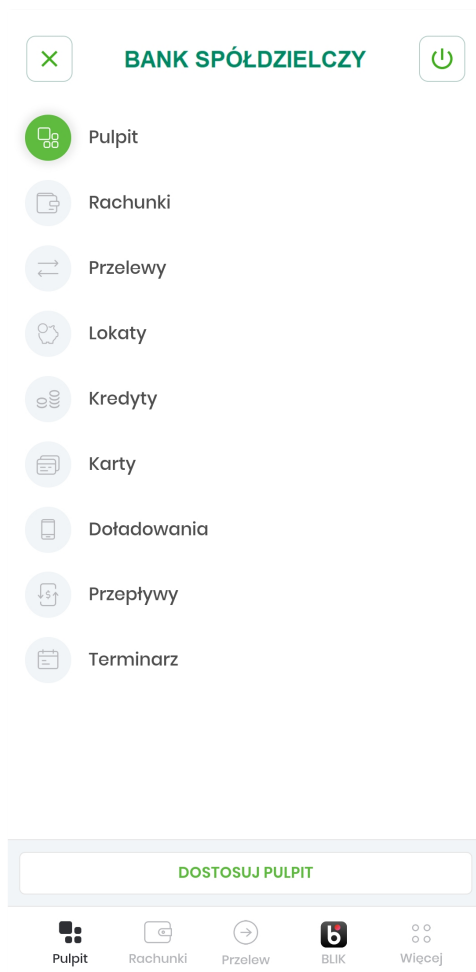 BANK SPÓŁDZIELCZY
Pulpit
Rachunki
Przelewy
Lokaty
Kredyty
Karty
Doładowania
Przepływy
Terminarz
DOSTOSUJ PULPIT
Pulpit Rachunki Przelew BLIK Więcej